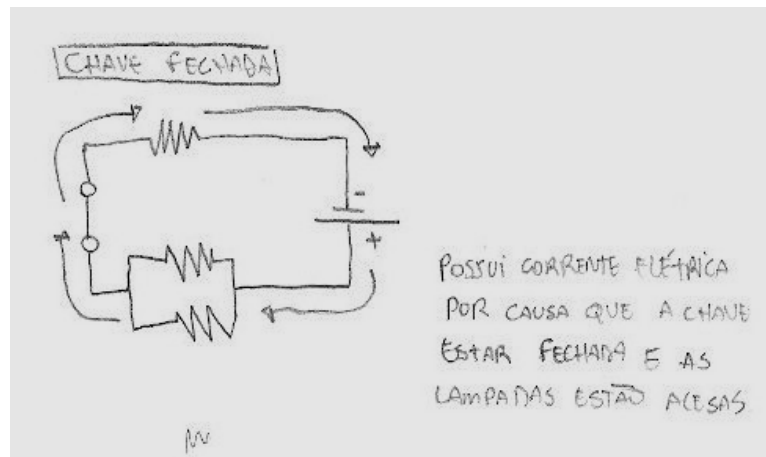 CHAVE FECHADA
-
+
POSSUI CORRENTE ELÉTRICA
POR CAUSA QUE A CHAVE
ESTAR FECHADA E AS
LAMPADAS ESTÃO ACESAS